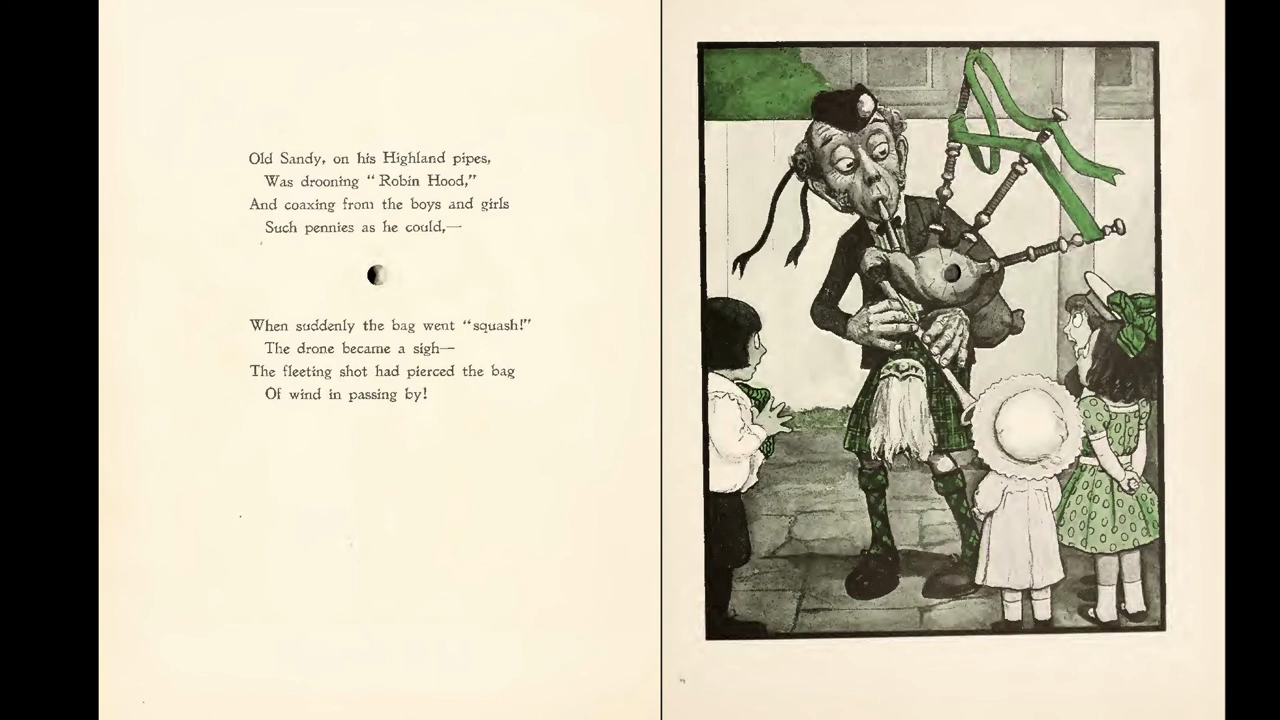 Old Sandy, on his Highland pipes,
Was drooning "Robin Hood,"
And coaxing from the boys and girls
Such pennies as he could,—
When suddenly the bag went "squash!"
The drone became a sigh—
The fleeting shot had pierced the bag
Of wind in passing by!